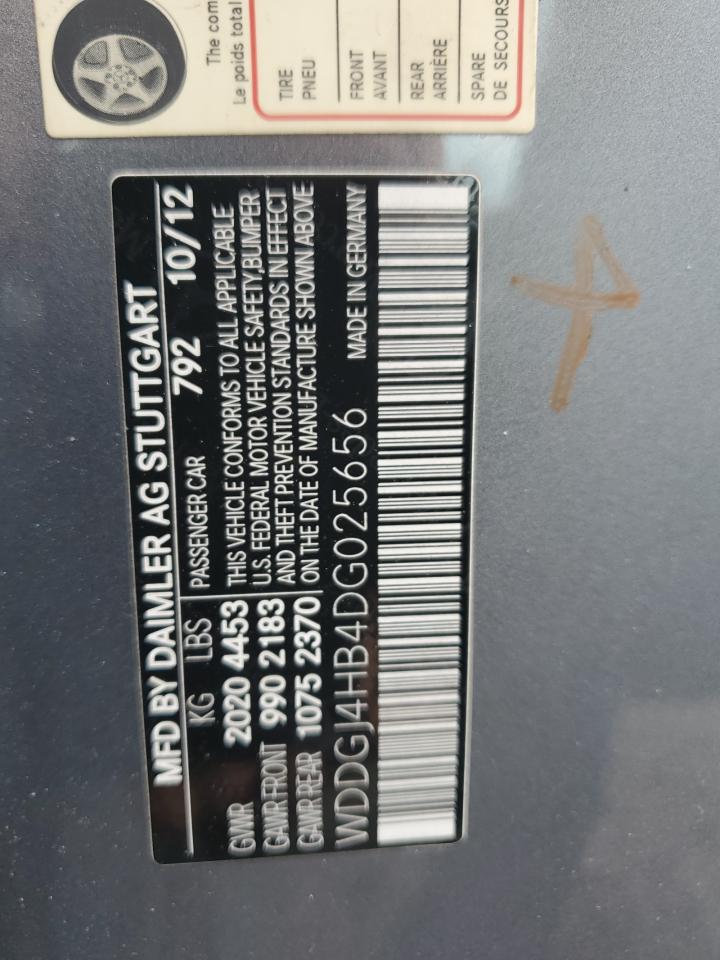 The com
Le poids total
TIRE
PNEU
FRONT
AVANT
REAR
ARRIÈRE
SPARE
DE SECOURS
MFD BY DAIMLER AG STUTTGART
KG LBS PASSENGER CAR 792 10/12
GVWR 2020 4453 THIS VEHICLE CONFORMS TO ALL APPLICABLE
GAWR-FRONT 990 2183 U.S. FEDERAL MOTOR VEHICLE SAFETY,BUMPER
GAWR-REAR 1075 2370 AND THEFT PREVENTION STANDARDS IN EFFECT
ON THE DATE OF MANUFACTURE SHOWN ABOVE
WDDGJ4HB4DG025656 MADE IN GERMANY
4